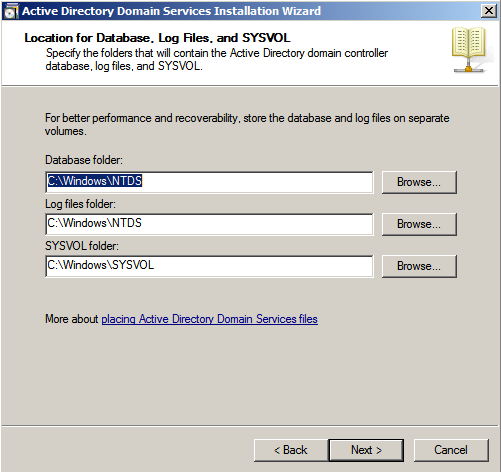 Active Directory Domain Services Installation Wizard
Location for Database, Log Files, and SYSVOL
Specify the folders that will contain the Active Directory domain controller
database, log files, and SYSVOL.
For better performance and recoverability, store the database and log files on separate
volumes.
Database folder:
C:\Windows\NTDS
Browse...
Log files folder:
C:\Windows\NTDS
Browse...
SYSVOL folder:
C:\Windows\SYSVOL
Browse...
More about placing Active Directory Domain Services files
< Back
Next >
Cancel